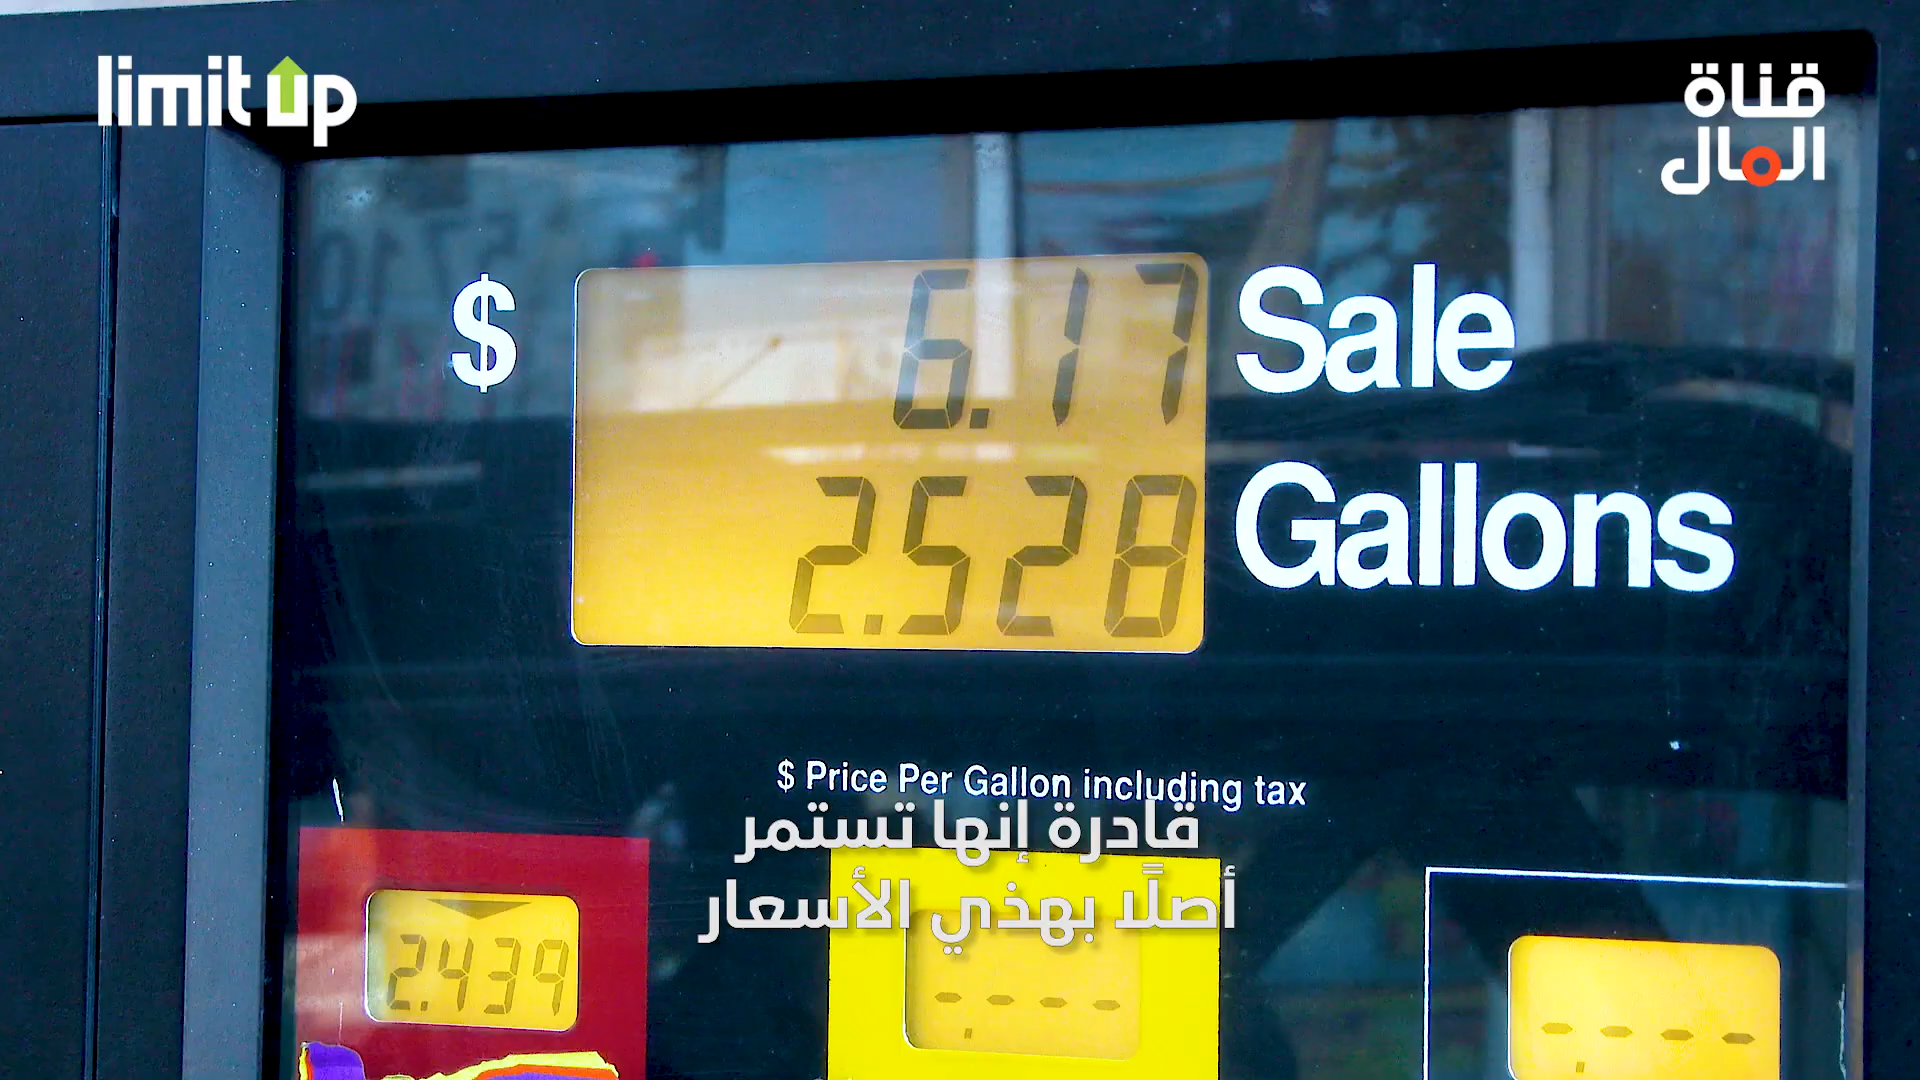 limit up
قناة
المال
$ 6.17 Sale
2.528 Gallons
$ Price Per Gallon including tax
قادرة إنها تستمر
أصلًا بهذي الأسعار
2.439
- - - -
- - - -